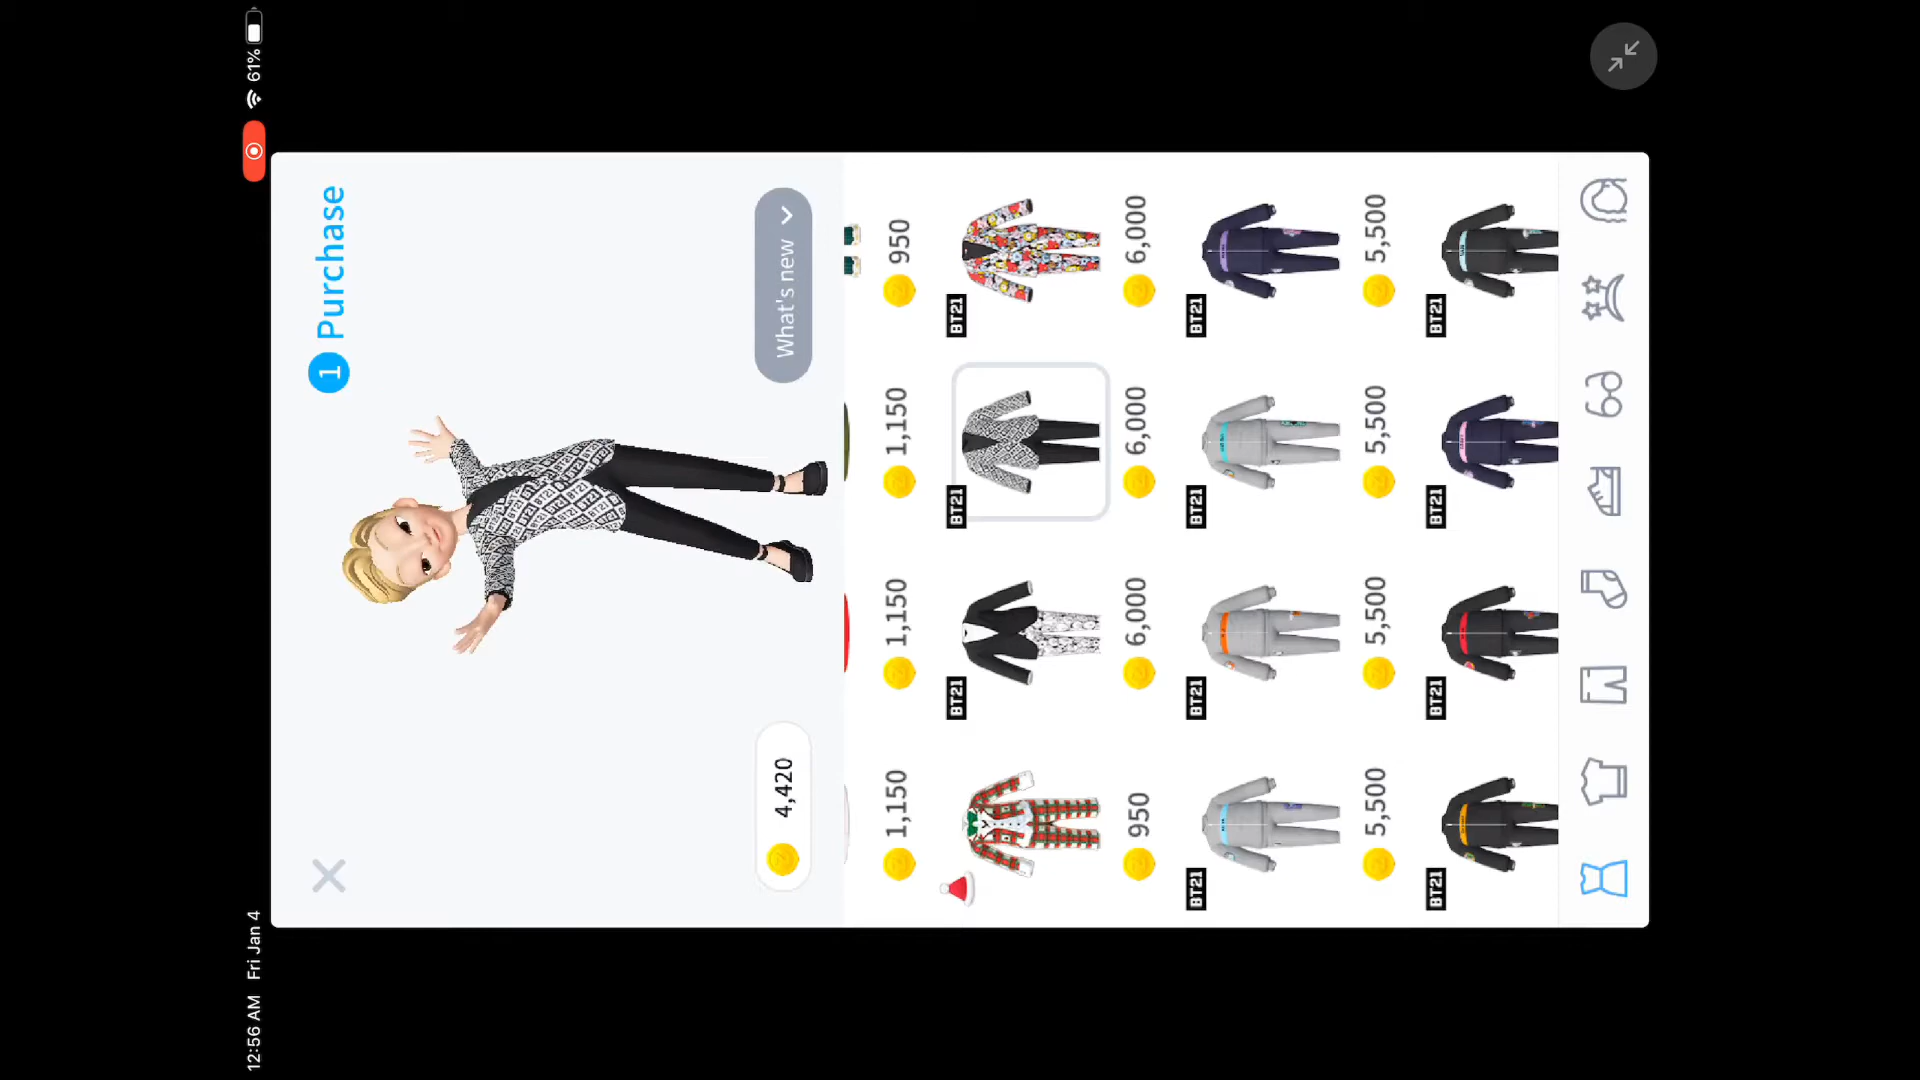 12:56 AM Fri Jan 4 61%
1 Purchase
4,420 What's new
1,150 1,150 1,150 950
BT21 BT21 BT21
950 6,000 6,000 6,000
BT21 BT21 BT21 BT21
5,500 5,500 5,500 5,500
BT21 BT21 BT21 BT21